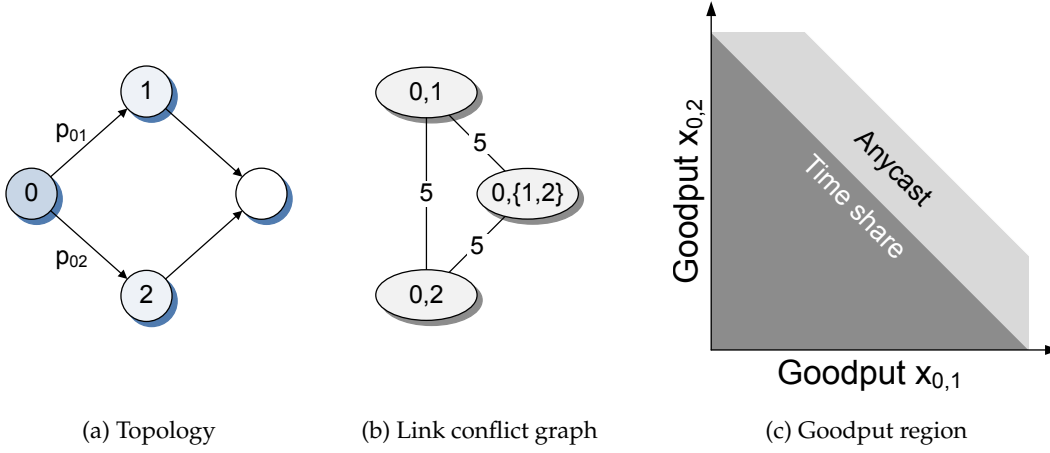 1
p01
0
p02
2
(a) Topology
0,1
5
5
0,{1,2}
5
0,2
(b) Link conflict graph
Goodput x0,2
Anycast
Time share
Goodput x0,1
(c) Goodput region